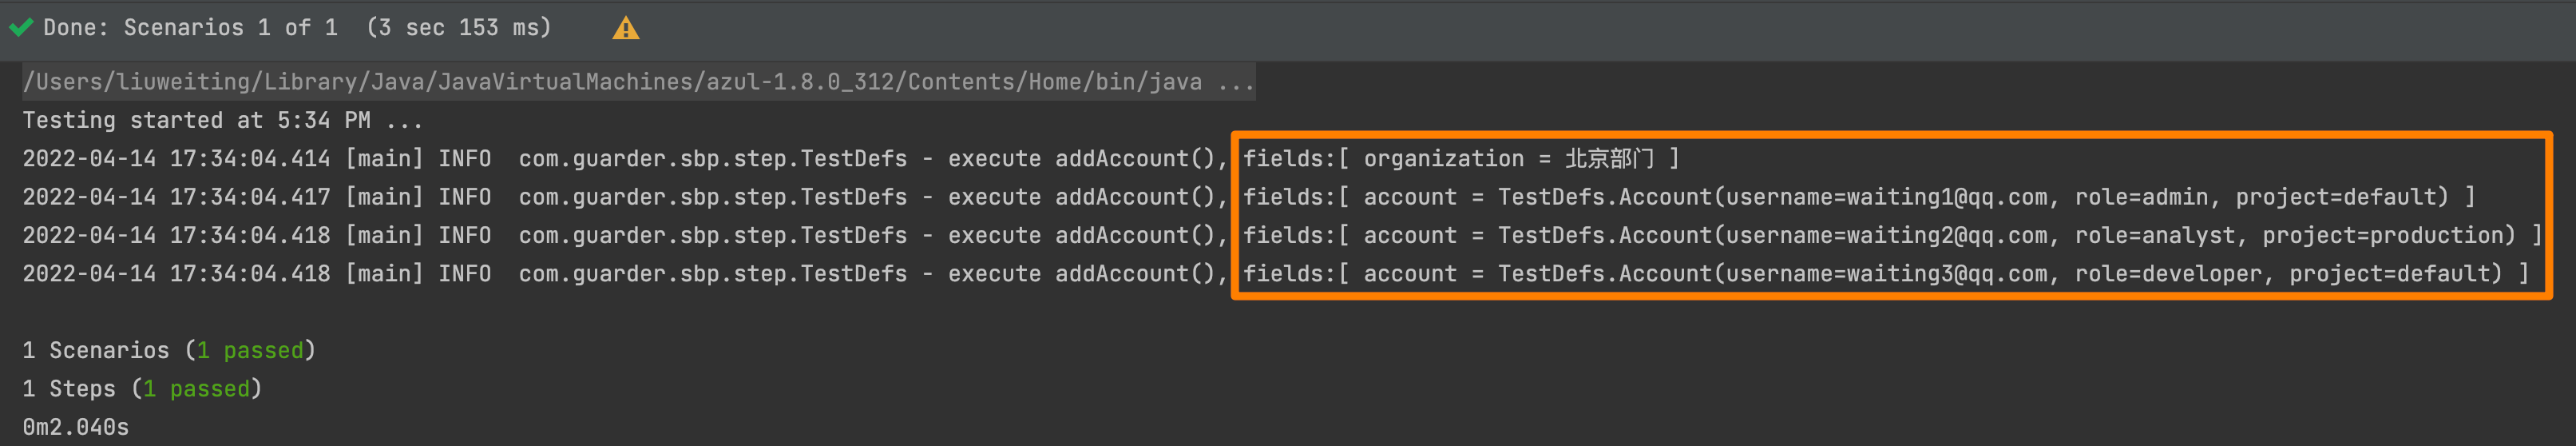 Done: Scenarios 1 of 1 (3 sec 153 ms)
/Users/liuweiting/Library/Java/JavaVirtualMachines/azul-1.8.0_312/Contents/Home/bin/java ...
Testing started at 5:34 PM ...
2022-04-14 17:34:04.414 [main] INFO  com.guarder.sbp.step.TestDefs - execute addAccount(), fields:[ organization = 北京部门 ]
2022-04-14 17:34:04.417 [main] INFO  com.guarder.sbp.step.TestDefs - execute addAccount(), fields:[ account = TestDefs.Account(username=waiting1@qq.com, role=admin, project=default) ]
2022-04-14 17:34:04.418 [main] INFO  com.guarder.sbp.step.TestDefs - execute addAccount(), fields:[ account = TestDefs.Account(username=waiting2@qq.com, role=analyst, project=production) ]
2022-04-14 17:34:04.418 [main] INFO  com.guarder.sbp.step.TestDefs - execute addAccount(), fields:[ account = TestDefs.Account(username=waiting3@qq.com, role=developer, project=default) ]
1 Scenarios (1 passed)
1 Steps (1 passed)
0m2.040s